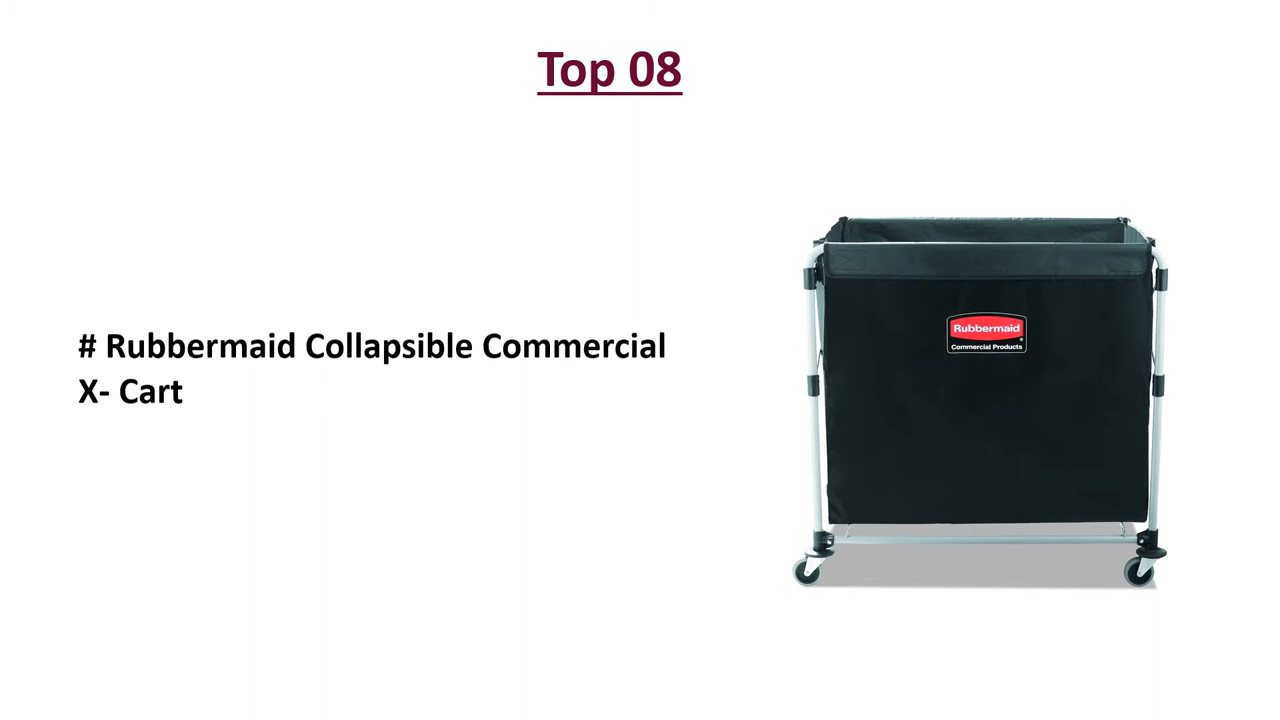 Top 08
# Rubbermaid Collapsible Commercial
X- Cart
Rubbermaid
®
Commercial Products